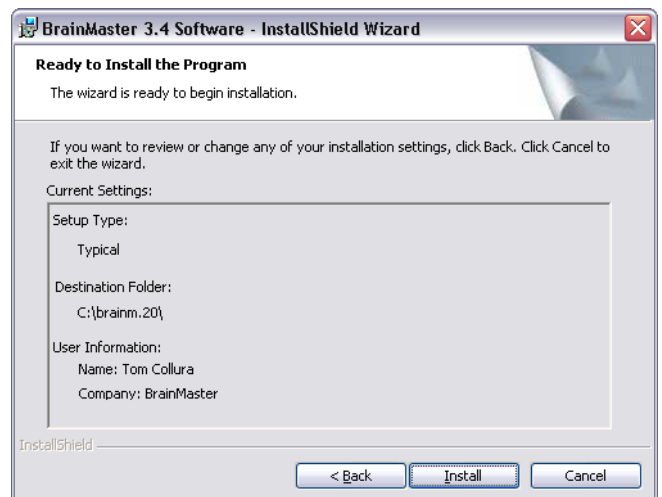 BrainMaster 3.4 Software - InstallShield Wizard
Ready to Install the Program
The wizard is ready to begin installation.
If you want to review or change any of your installation settings, click Back. Click Cancel to
exit the wizard.
Current Settings:
Setup Type:
Typical
Destination Folder:
C:\brainm.20\
User Information:
Name: Tom Collura
Company: BrainMaster
InstallShield
< Back
Install
Cancel